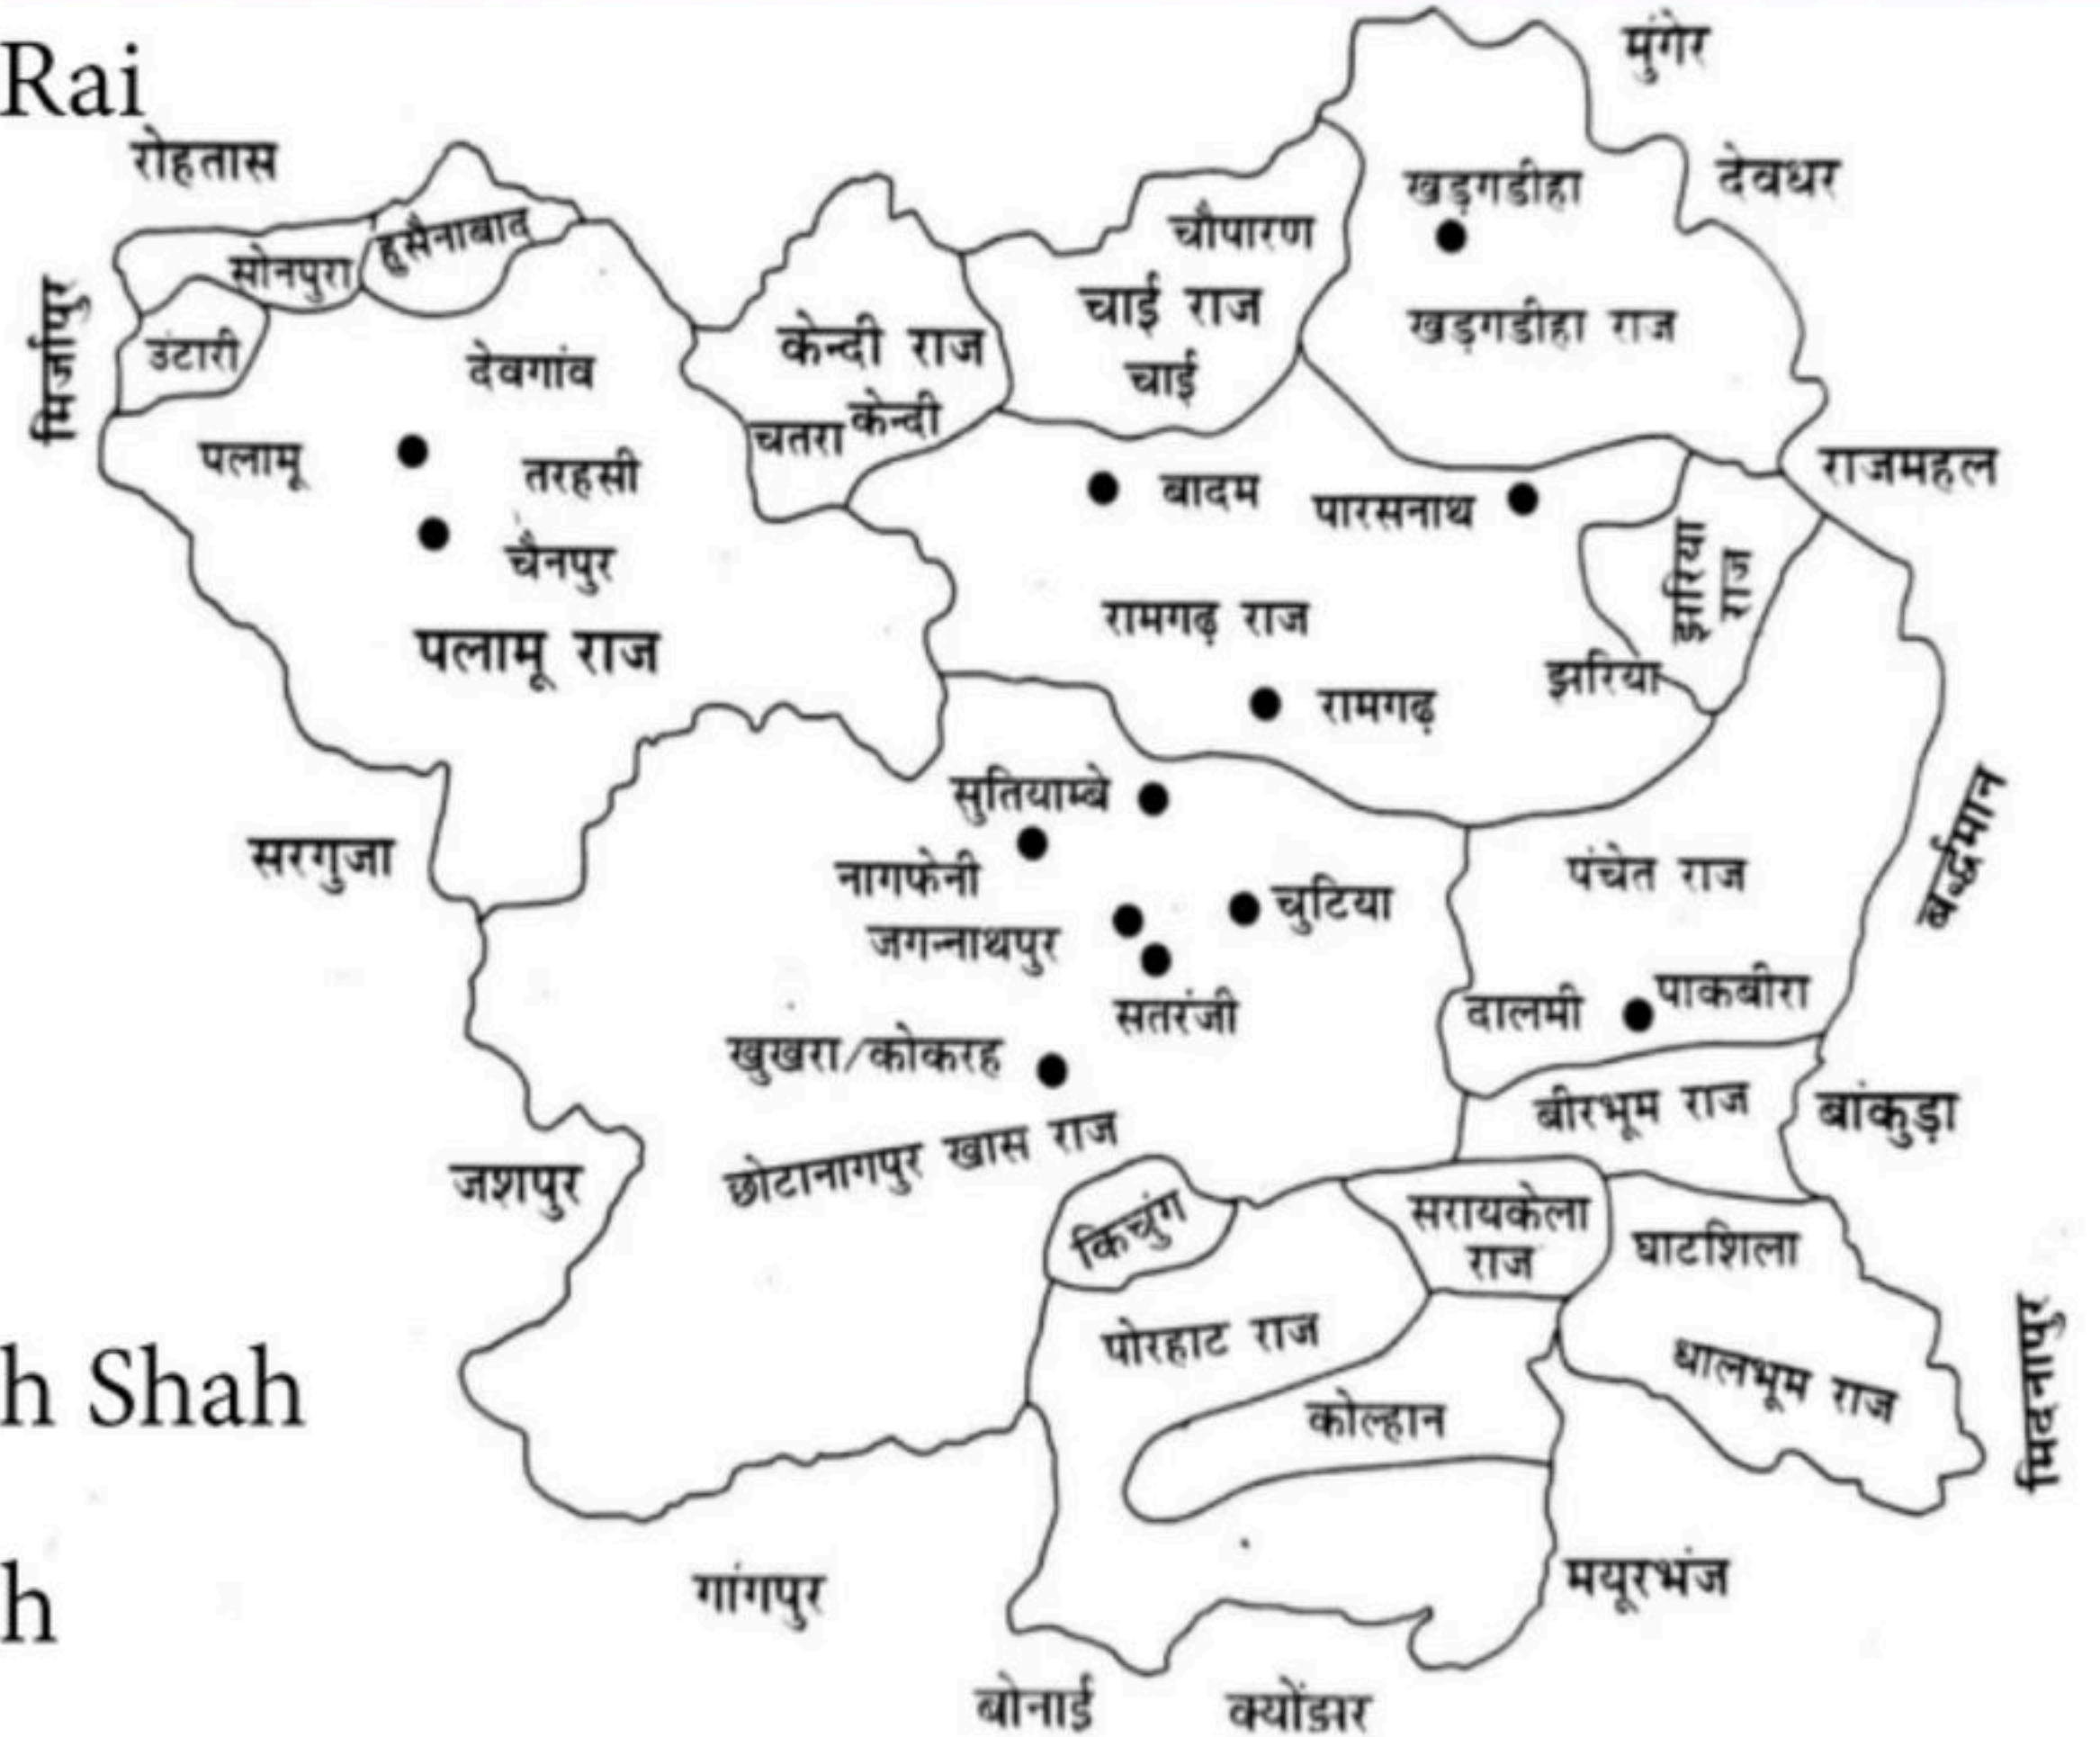 Rai
मुंगेर
रोहतास
देवधर
खड़गडीहा
हुसैनाबाद
चौपारण
सोनपुरा
मिर्जापुर
चाई राज
खड़गडीहा राज
उंटारी
देवगांव
केन्दी राज
चाई
केन्दी
चतरा
पलामू
तरहसी
बादम
पारसनाथ
राजमहल
चैनपुर
झरिया
राज
रामगढ़ राज
पलामू राज
झरिया
रामगढ़
सुतियाम्बे
बर्द्धमान
सरगुजा
नागफेनी
पंचेत राज
चुटिया
जगन्नाथपुर
सतरंजी
दालमी
पाकबीरा
खुखरा/कोकरह
बीरभूम राज
बांकुड़ा
छोटानागपुर खास राज
जशपुर
किचुंग
सरायकेला
राज
घाटशिला
पोरहाट राज
धालभूम राज
मिदनापुर
h Shah
कोल्हान
गांगपुर
मयूरभंज
h
बोनाई
क्योंझर